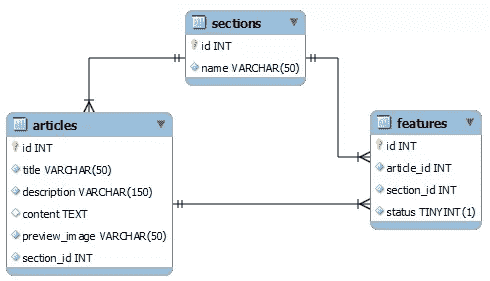 sections
id INT
name VARCHAR(50)
articles
id INT
title VARCHAR(50)
description VARCHAR(150)
content TEXT
preview_image VARCHAR(50)
section_id INT
features
id INT
article_id INT
section_id INT
status TINYINT(1)